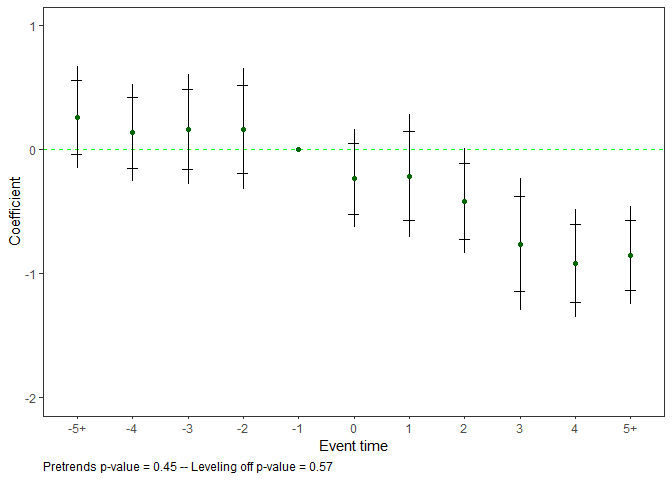 1
0
-1
-2
Coefficient
-5+ -4 -3 -2 -1 0 1 2 3 4 5+
Event time
Pretrends p-value = 0.45 -- Leveling off p-value = 0.57